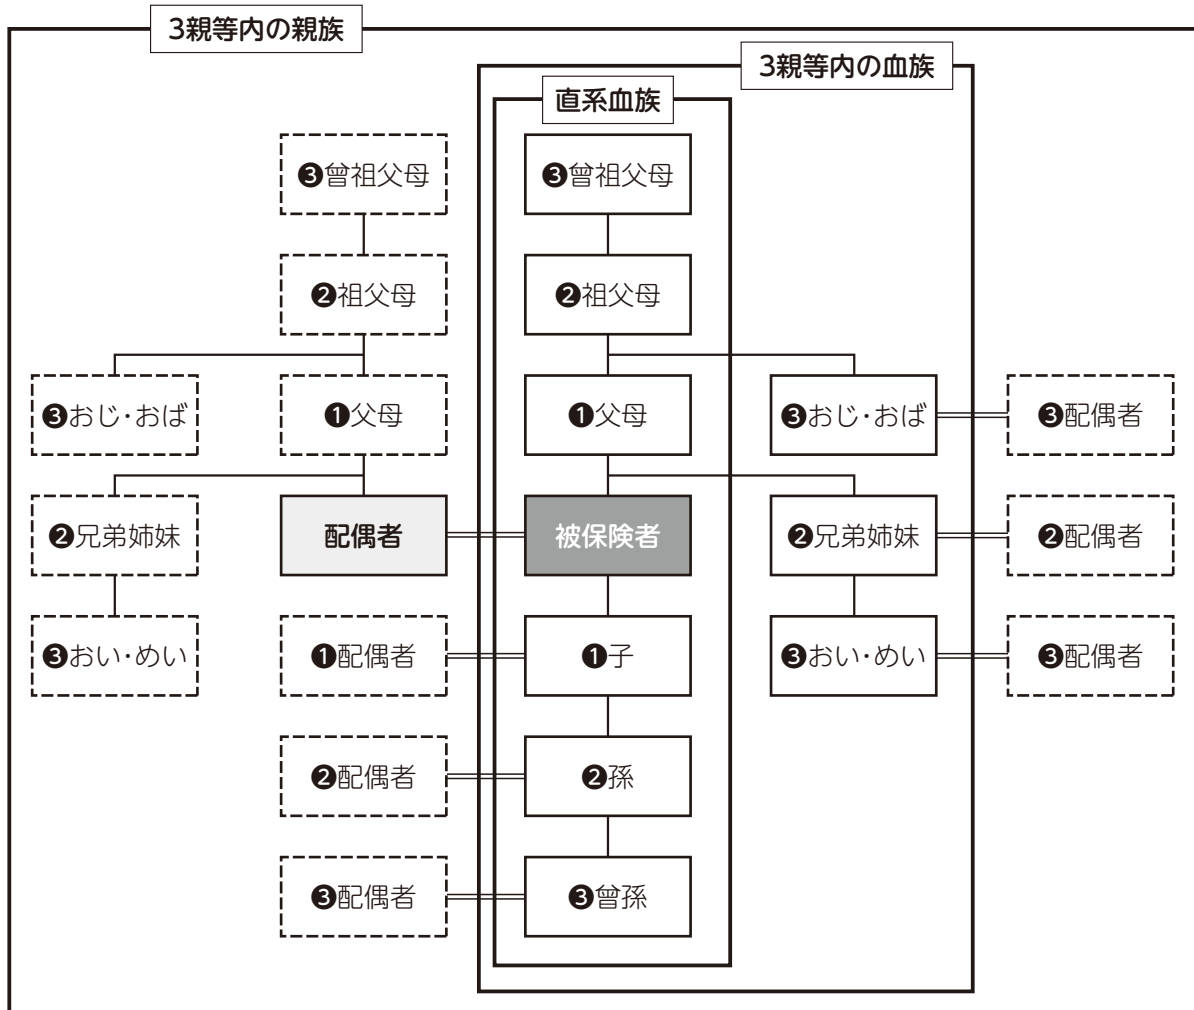 3親等内の親族
3親等内の血族
直系血族
❸曾祖父母
❸曾祖父母
❷祖父母
❷祖父母
❸おじ・おば
❶父母
❶父母
❸おじ・おば
❸配偶者
❷兄弟姉妹
配偶者
被保険者
❷兄弟姉妹
❷配偶者
❸おい・めい
❶配偶者
❶子
❸おい・めい
❸配偶者
❷配偶者
❷孫
❸配偶者
❸曾孫